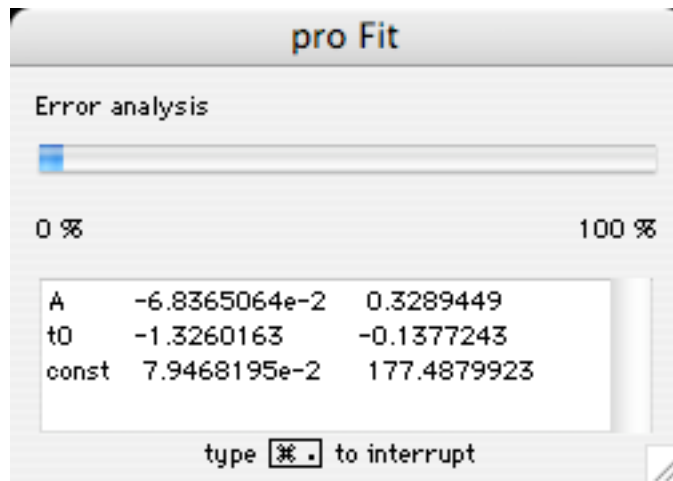 pro Fit
Error analysis
0 % 100 %
A -6.8365064e-2 0.3289449
t0 -1.3260163 -0.1377243
const 7.9468195e-2 177.4879923
type ⌘ . to interrupt